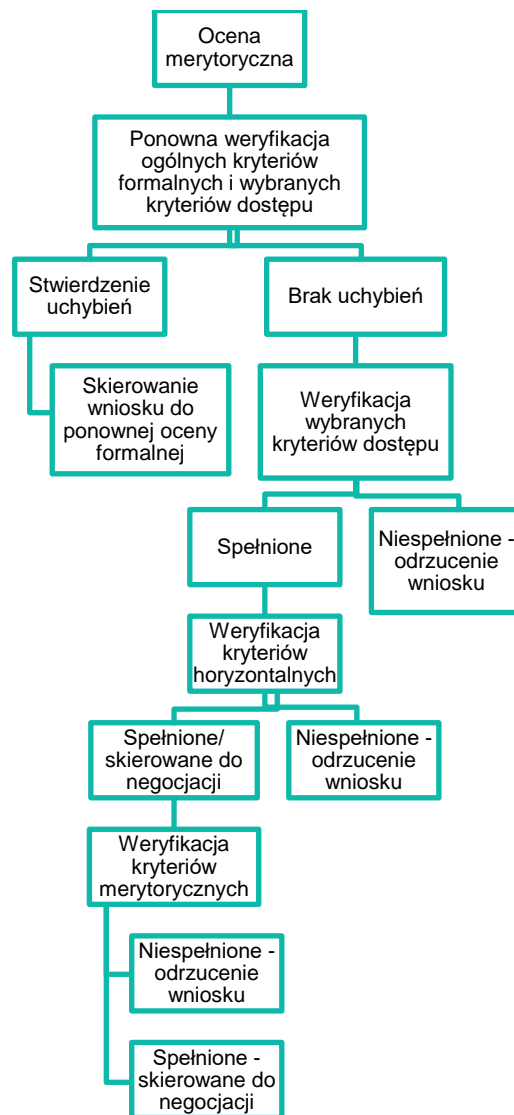 Ocena
merytoryczna
Ponowna weryfikacja
ogólnych kryteriów
formalnych i wybranych
kryteriów dostępu
Stwierdzenie
uchybień
Brak uchybień
Skierowanie
wniosku do
ponownej oceny
formalnej
Weryfikacja
wybranych
kryteriów dostępu
Spełnione
Niespełnione -
odrzucenie
wniosku
Weryfikacja
kryteriów
horyzontalnych
Spełnione/
skierowane do
negocjacji
Niespełnione -
odrzucenie
wniosku
Weryfikacja
kryteriów
merytorycznych
Niespełnione -
odrzucenie
wniosku
Spełnione -
skierowane do
negocjacji